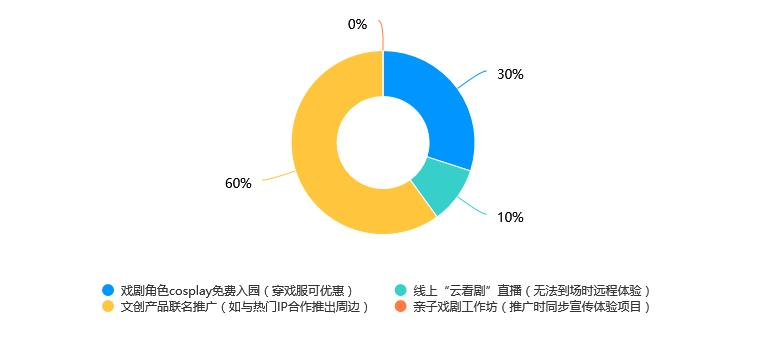 0%
30%
60%
10%
戏剧角色cosplay免费入园（穿戏服可优惠）
线上“云看剧”直播（无法到场时远程体验）
文创产品联名推广（如与热门IP合作推出周边）
亲子戏剧工作坊（推广时同步宣传体验项目）